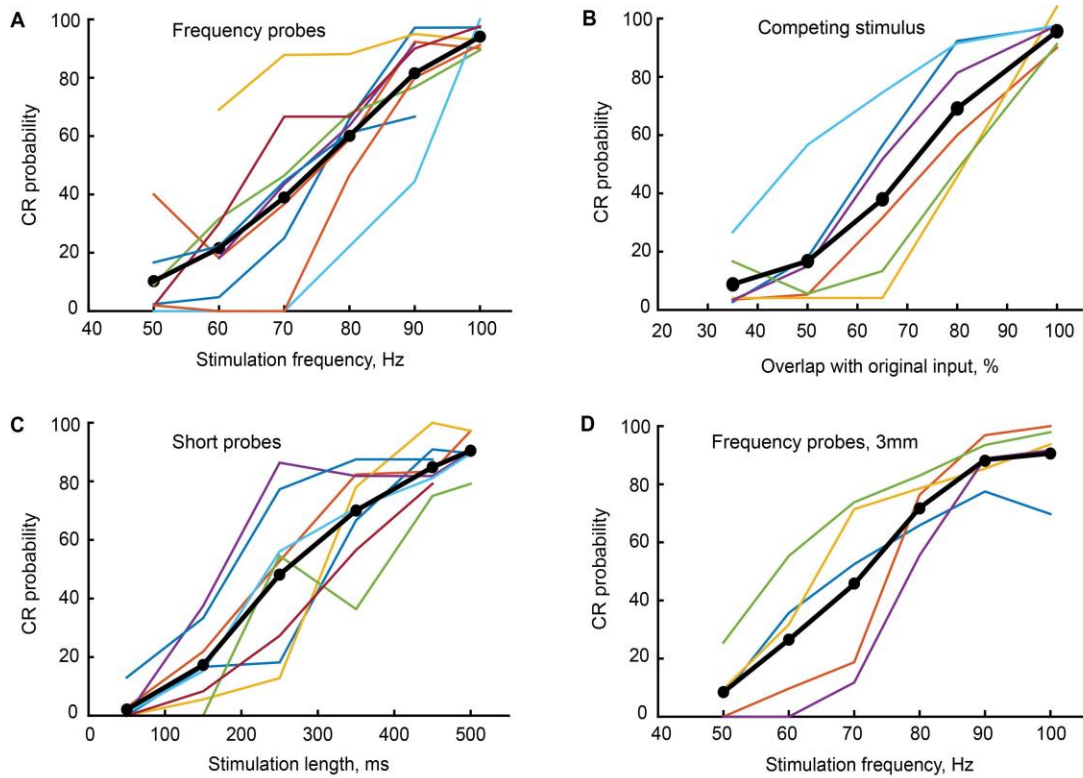 A
Frequency probes
CR probability
100
80
60
40
20
0
40 50 60 70 80 90 100
Stimulation frequency, Hz
B
Competing stimulus
CR probability
100
80
60
40
20
0
20 30 40 50 60 70 80 90 100
Overlap with original input, %
C
Short probes
CR probability
100
80
60
40
20
0
0 100 200 300 400 500
Stimulation length, ms
D
Frequency probes, 3mm
CR probability
100
80
60
40
20
0
40 50 60 70 80 90 100
Stimulation frequency, Hz